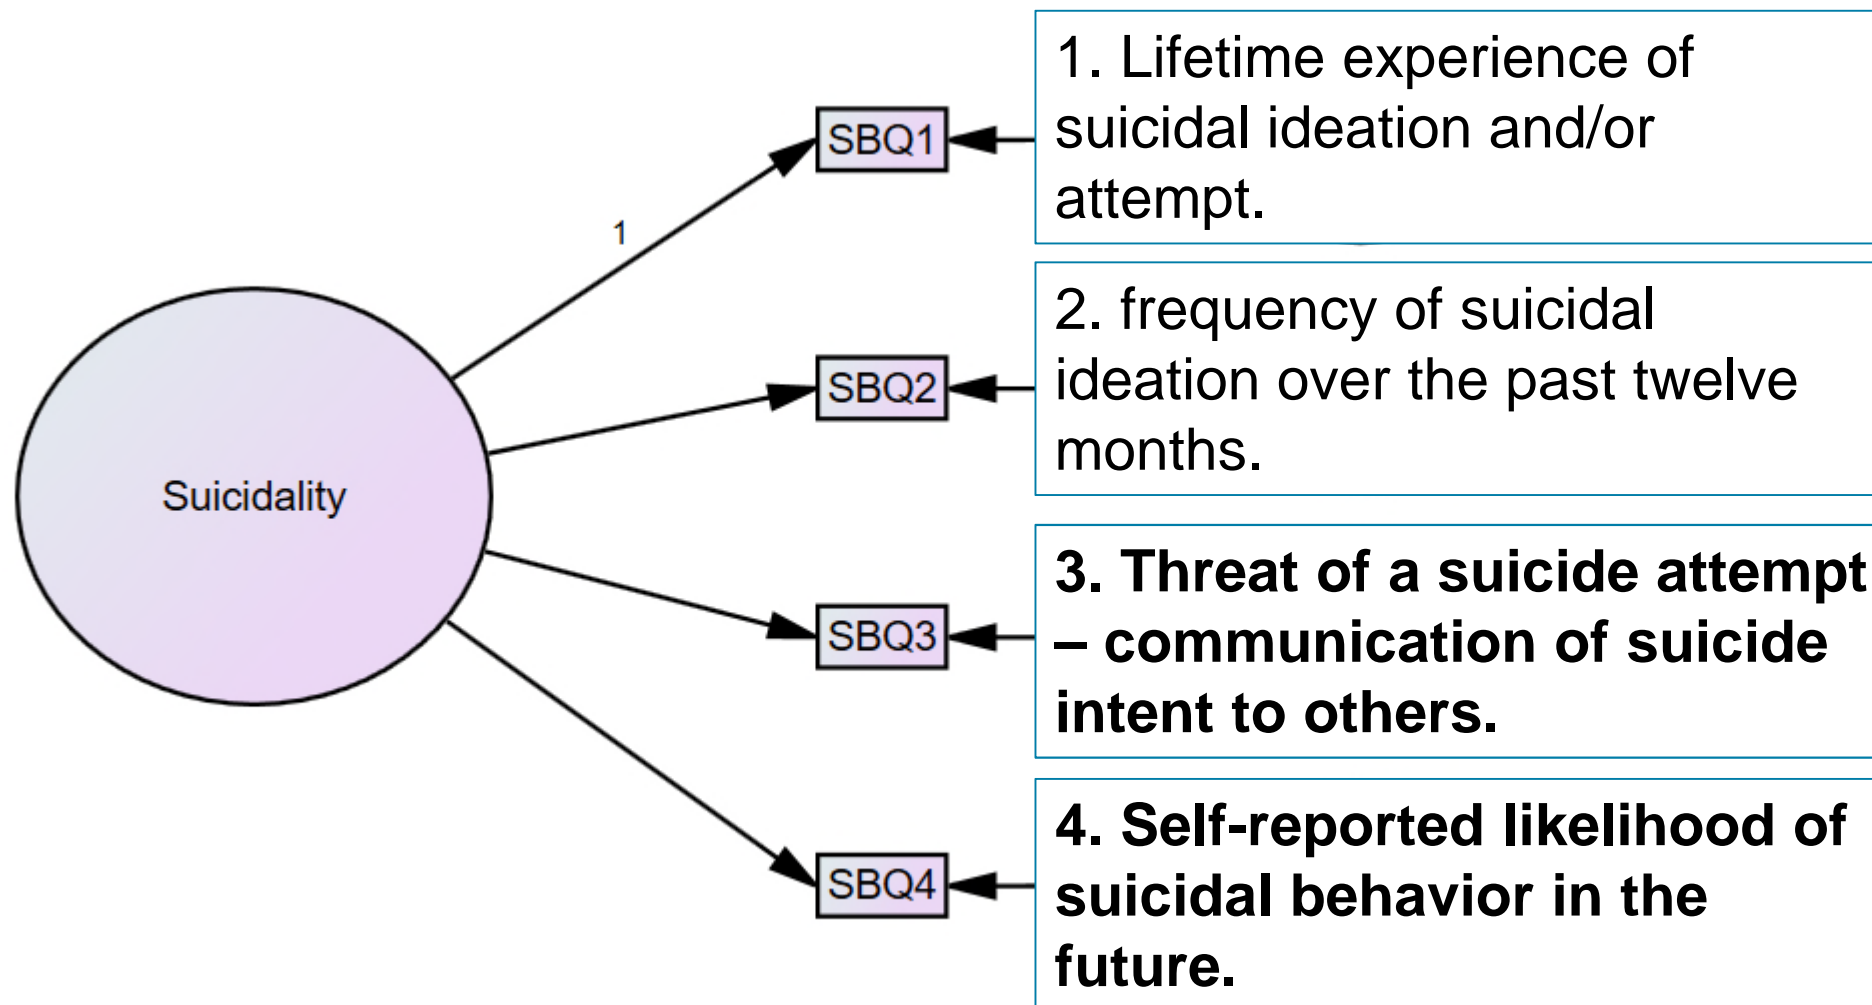 Suicidality
1
SBQ1
1. Lifetime experience of
suicidal ideation and/or
attempt.
SBQ2
2. frequency of suicidal
ideation over the past twelve
months.
SBQ3
3. Threat of a suicide attempt
– communication of suicide
intent to others.
SBQ4
4. Self-reported likelihood of
suicidal behavior in the
future.